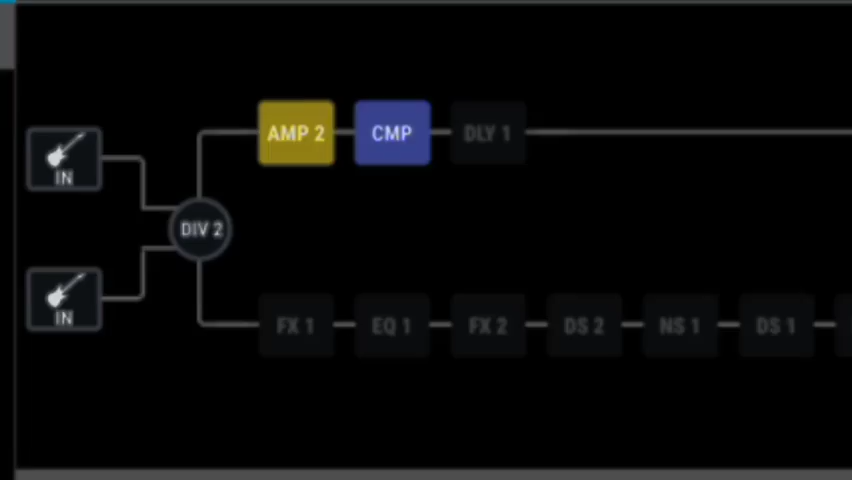 AMP 2 CMP DLY 1
IN
DIV 2
IN
FX 1 EQ 1 FX 2 DS 2 NS 1 DS 1